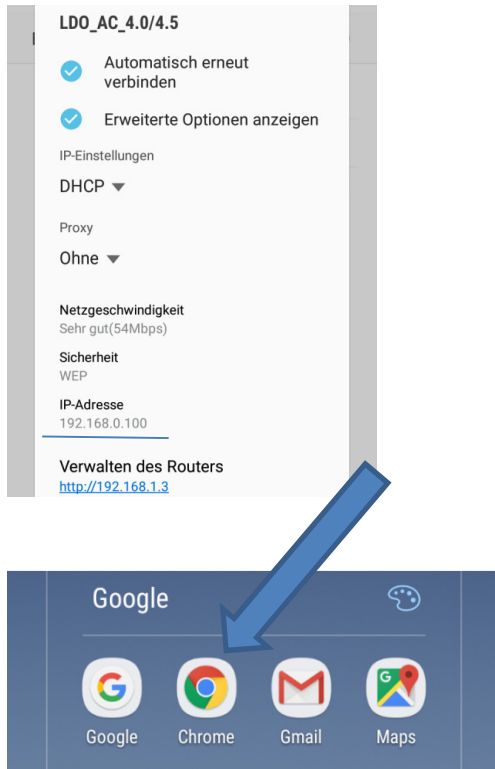 LDO_AC_4.0/4.5
Automatisch erneut
verbinden
Erweiterte Optionen anzeigen
IP-Einstellungen
DHCP
Proxy
Ohne
Netzgeschwindigkeit
Sehr gut(54Mbps)
Sicherheit
WEP
IP-Adresse
192.168.0.100
Verwalten des Routers
http://192.168.1.3
Google
Google Chrome Gmail Maps